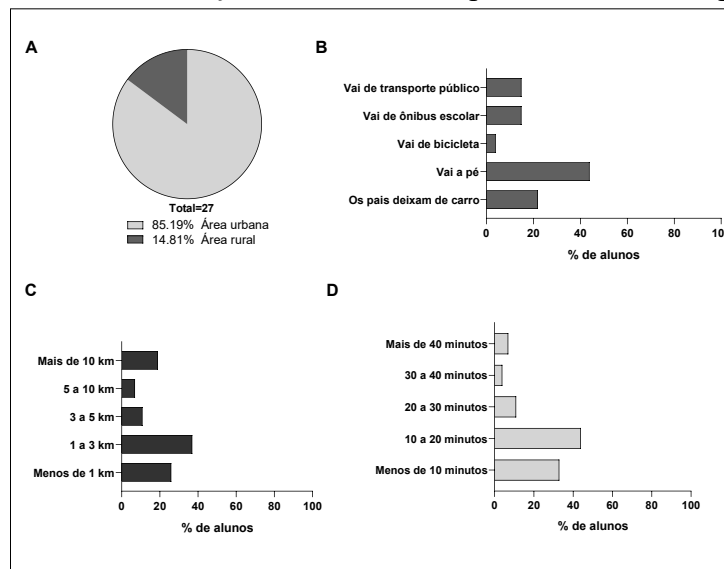 A
Total=27
85.19% Área urbana
14.81% Área rural
B
Vai de transporte público
Vai de ônibus escolar
Vai de bicicleta
Vai a pé
Os pais deixam de carro
0 20 40 60 80 100
% de alunos
C
Mais de 10 km
5 a 10 km
3 a 5 km
1 a 3 km
Menos de 1 km
0 20 40 60 80 100
% de alunos
D
Mais de 40 minutos
30 a 40 minutos
20 a 30 minutos
10 a 20 minutos
Menos de 10 minutos
0 20 40 60 80 100
% de alunos